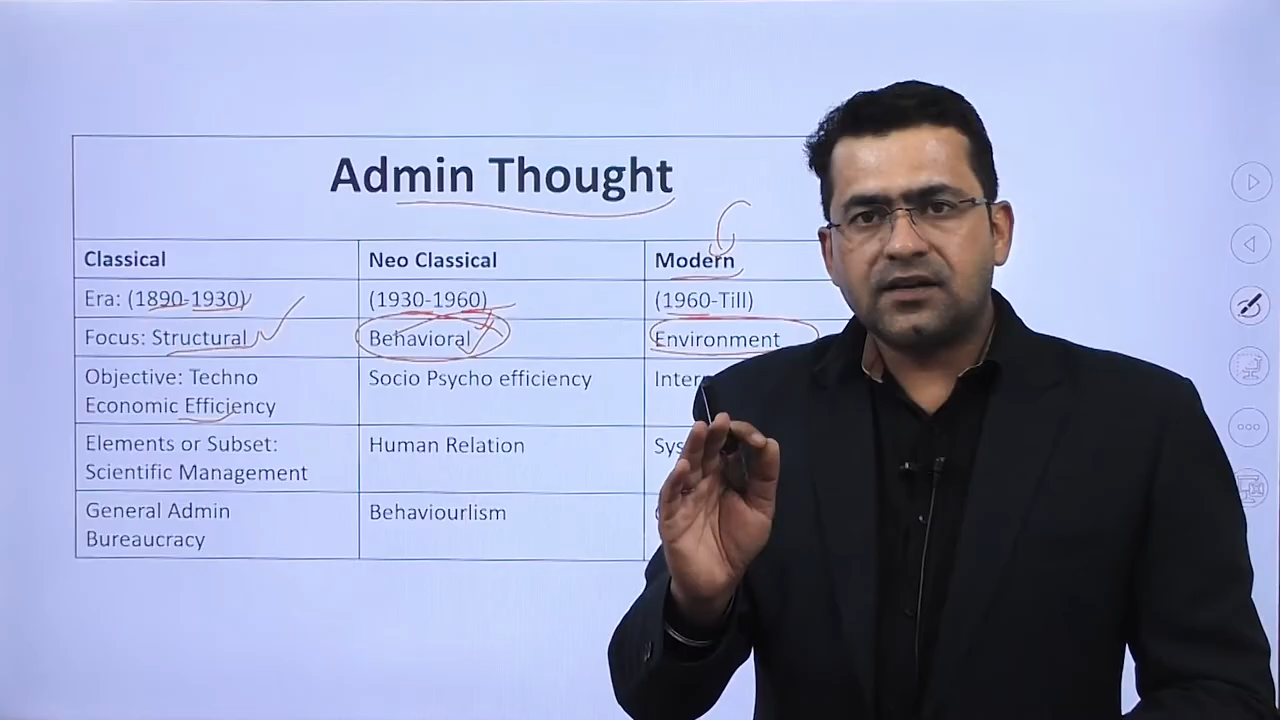 Admin Thought
Classical
Neo Classical
Modern
Era: (1890-1930)
(1930-1960)
(1960-Till)
Focus: Structural
Behavioral
Environment
Objective: Techno
Economic Efficiency
Socio Psycho efficiency
Elements or Subset:
Scientific Management
Human Relation
General Admin
Bureaucracy
Behaviourlism